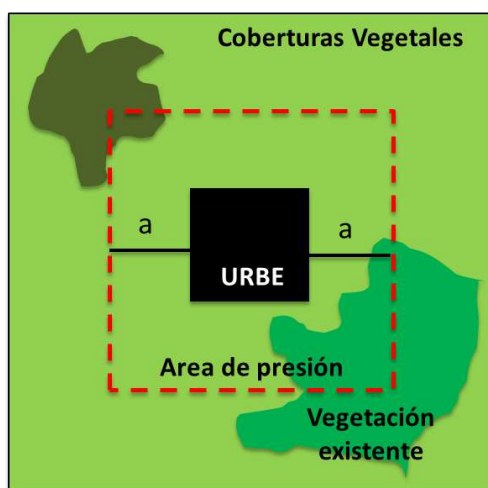 Coberturas Vegetales
a
a
URBE
Area de presión
Vegetación
existente